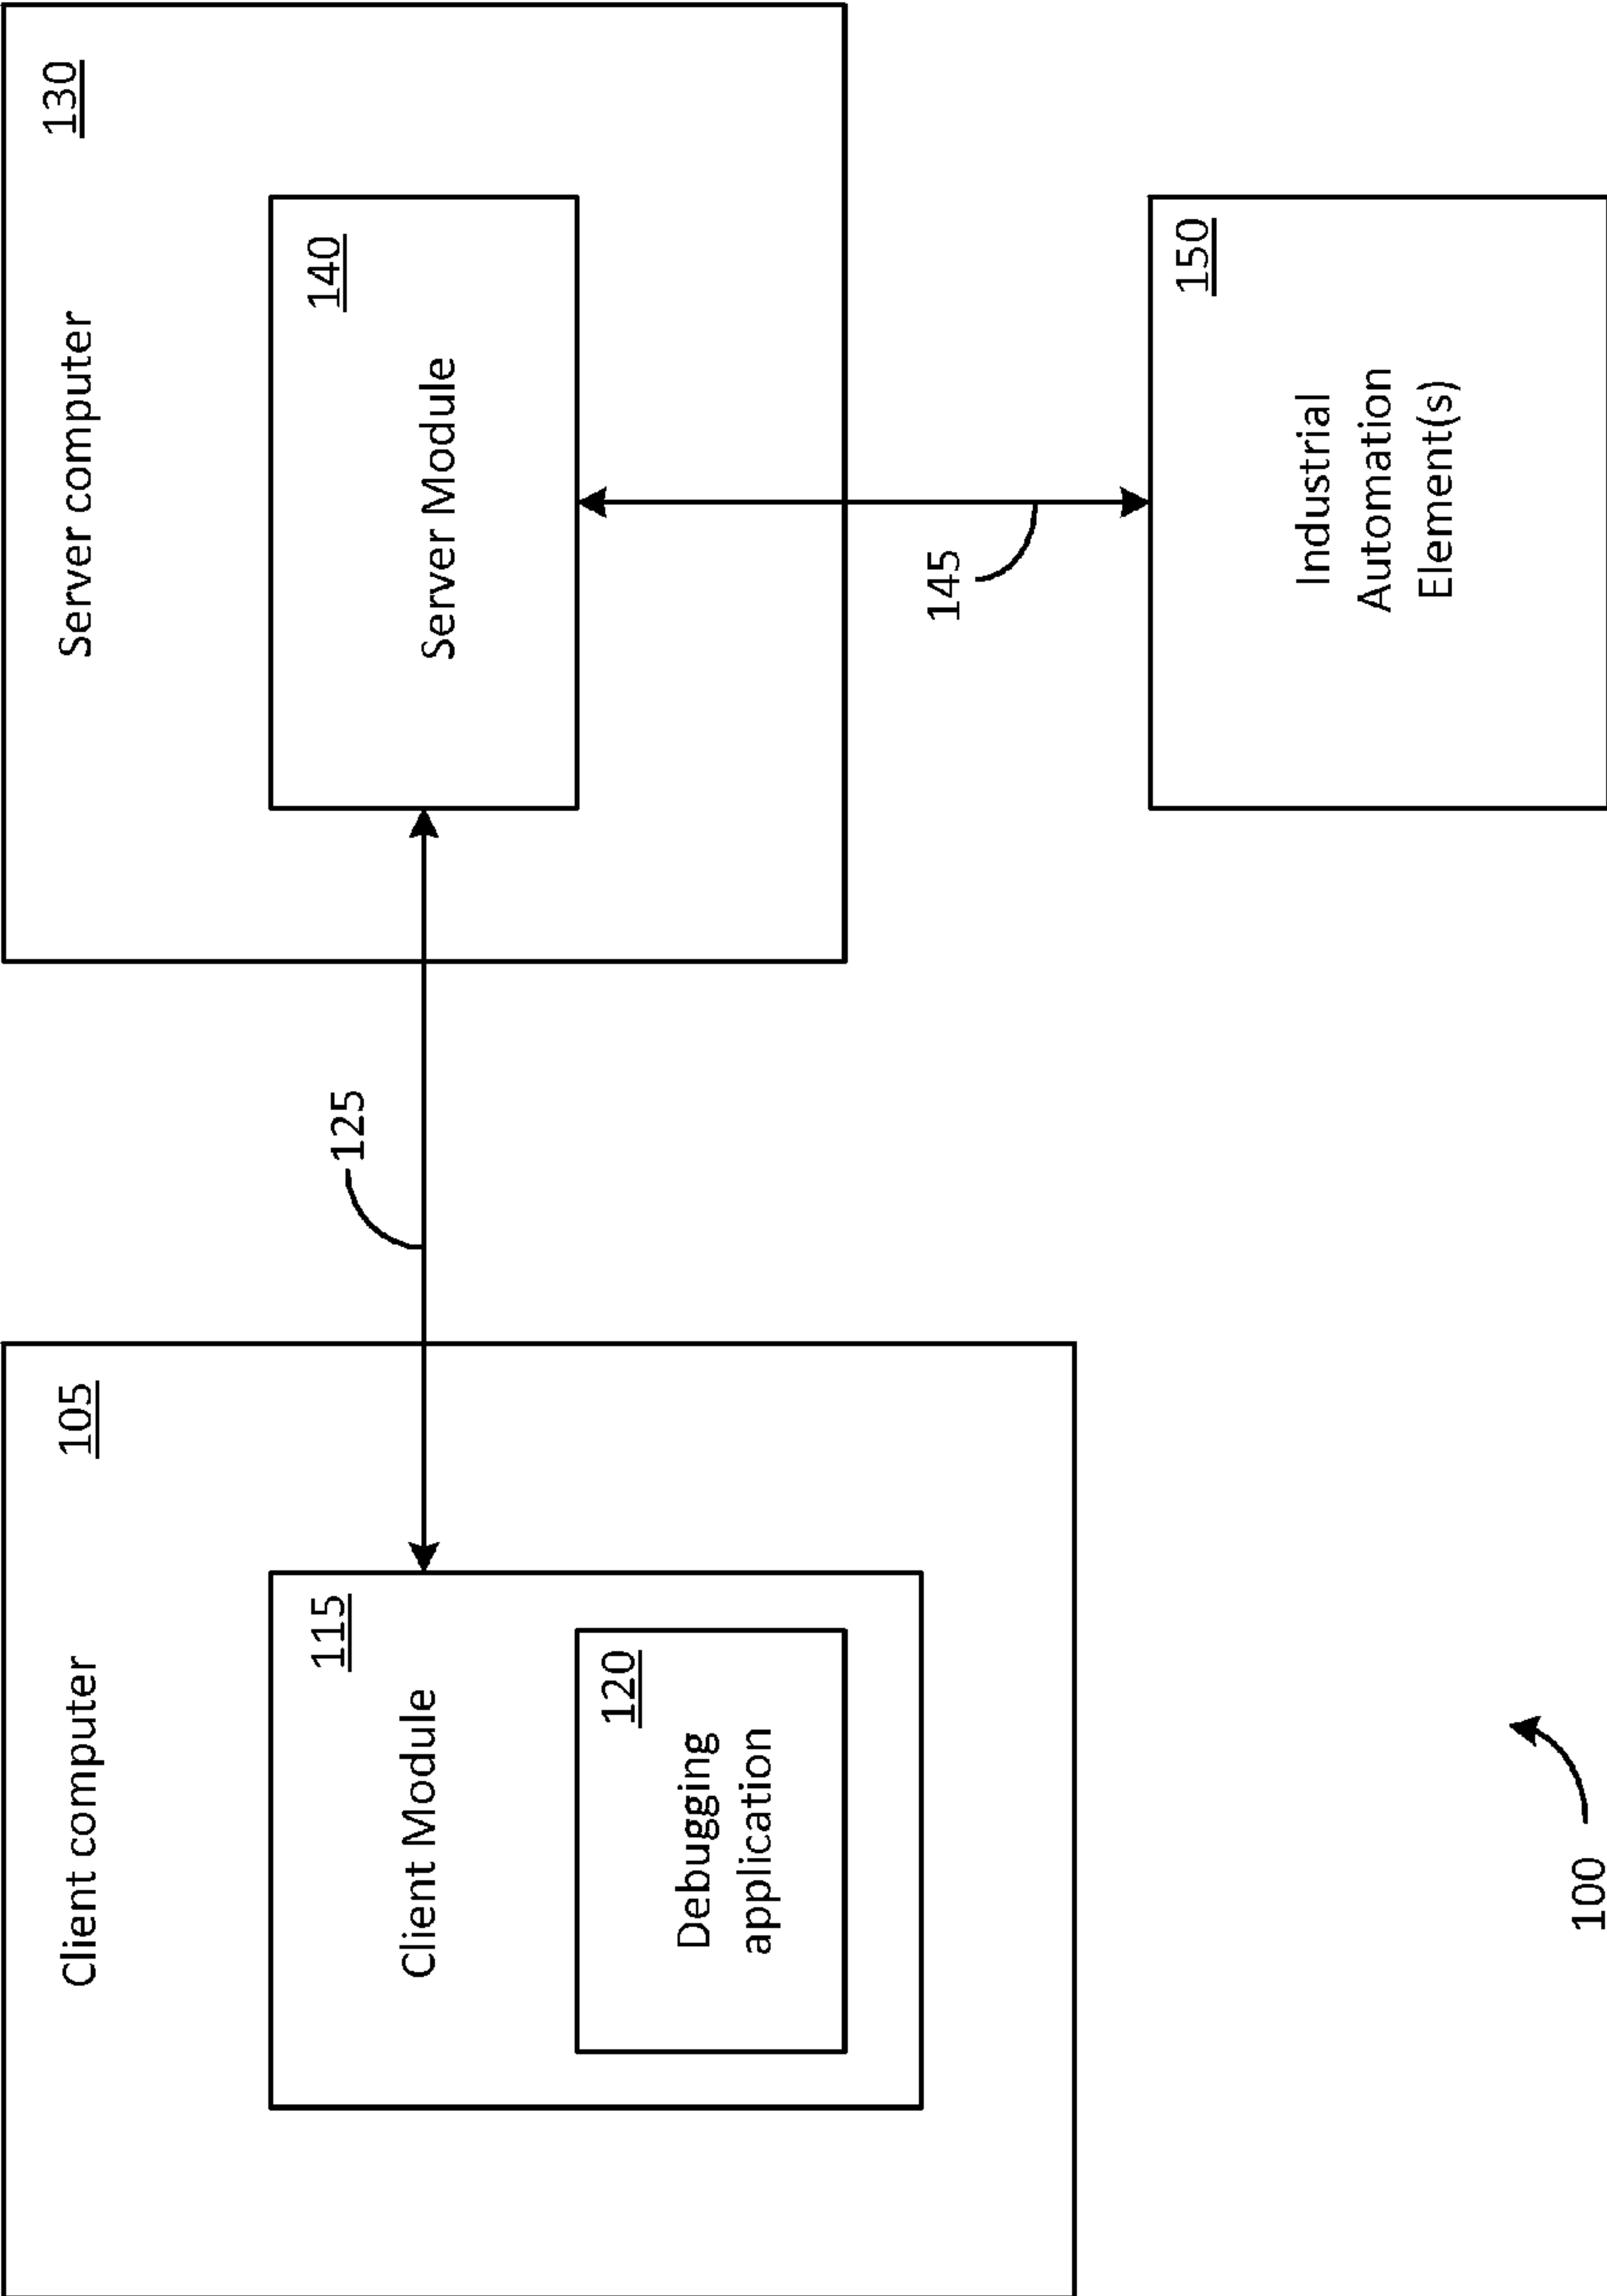 Client computer
105
Client Module
115
Debugging
application
120
125
Server computer
130
Server Module
140
145
Industrial
Automation
Element(s)
150
100